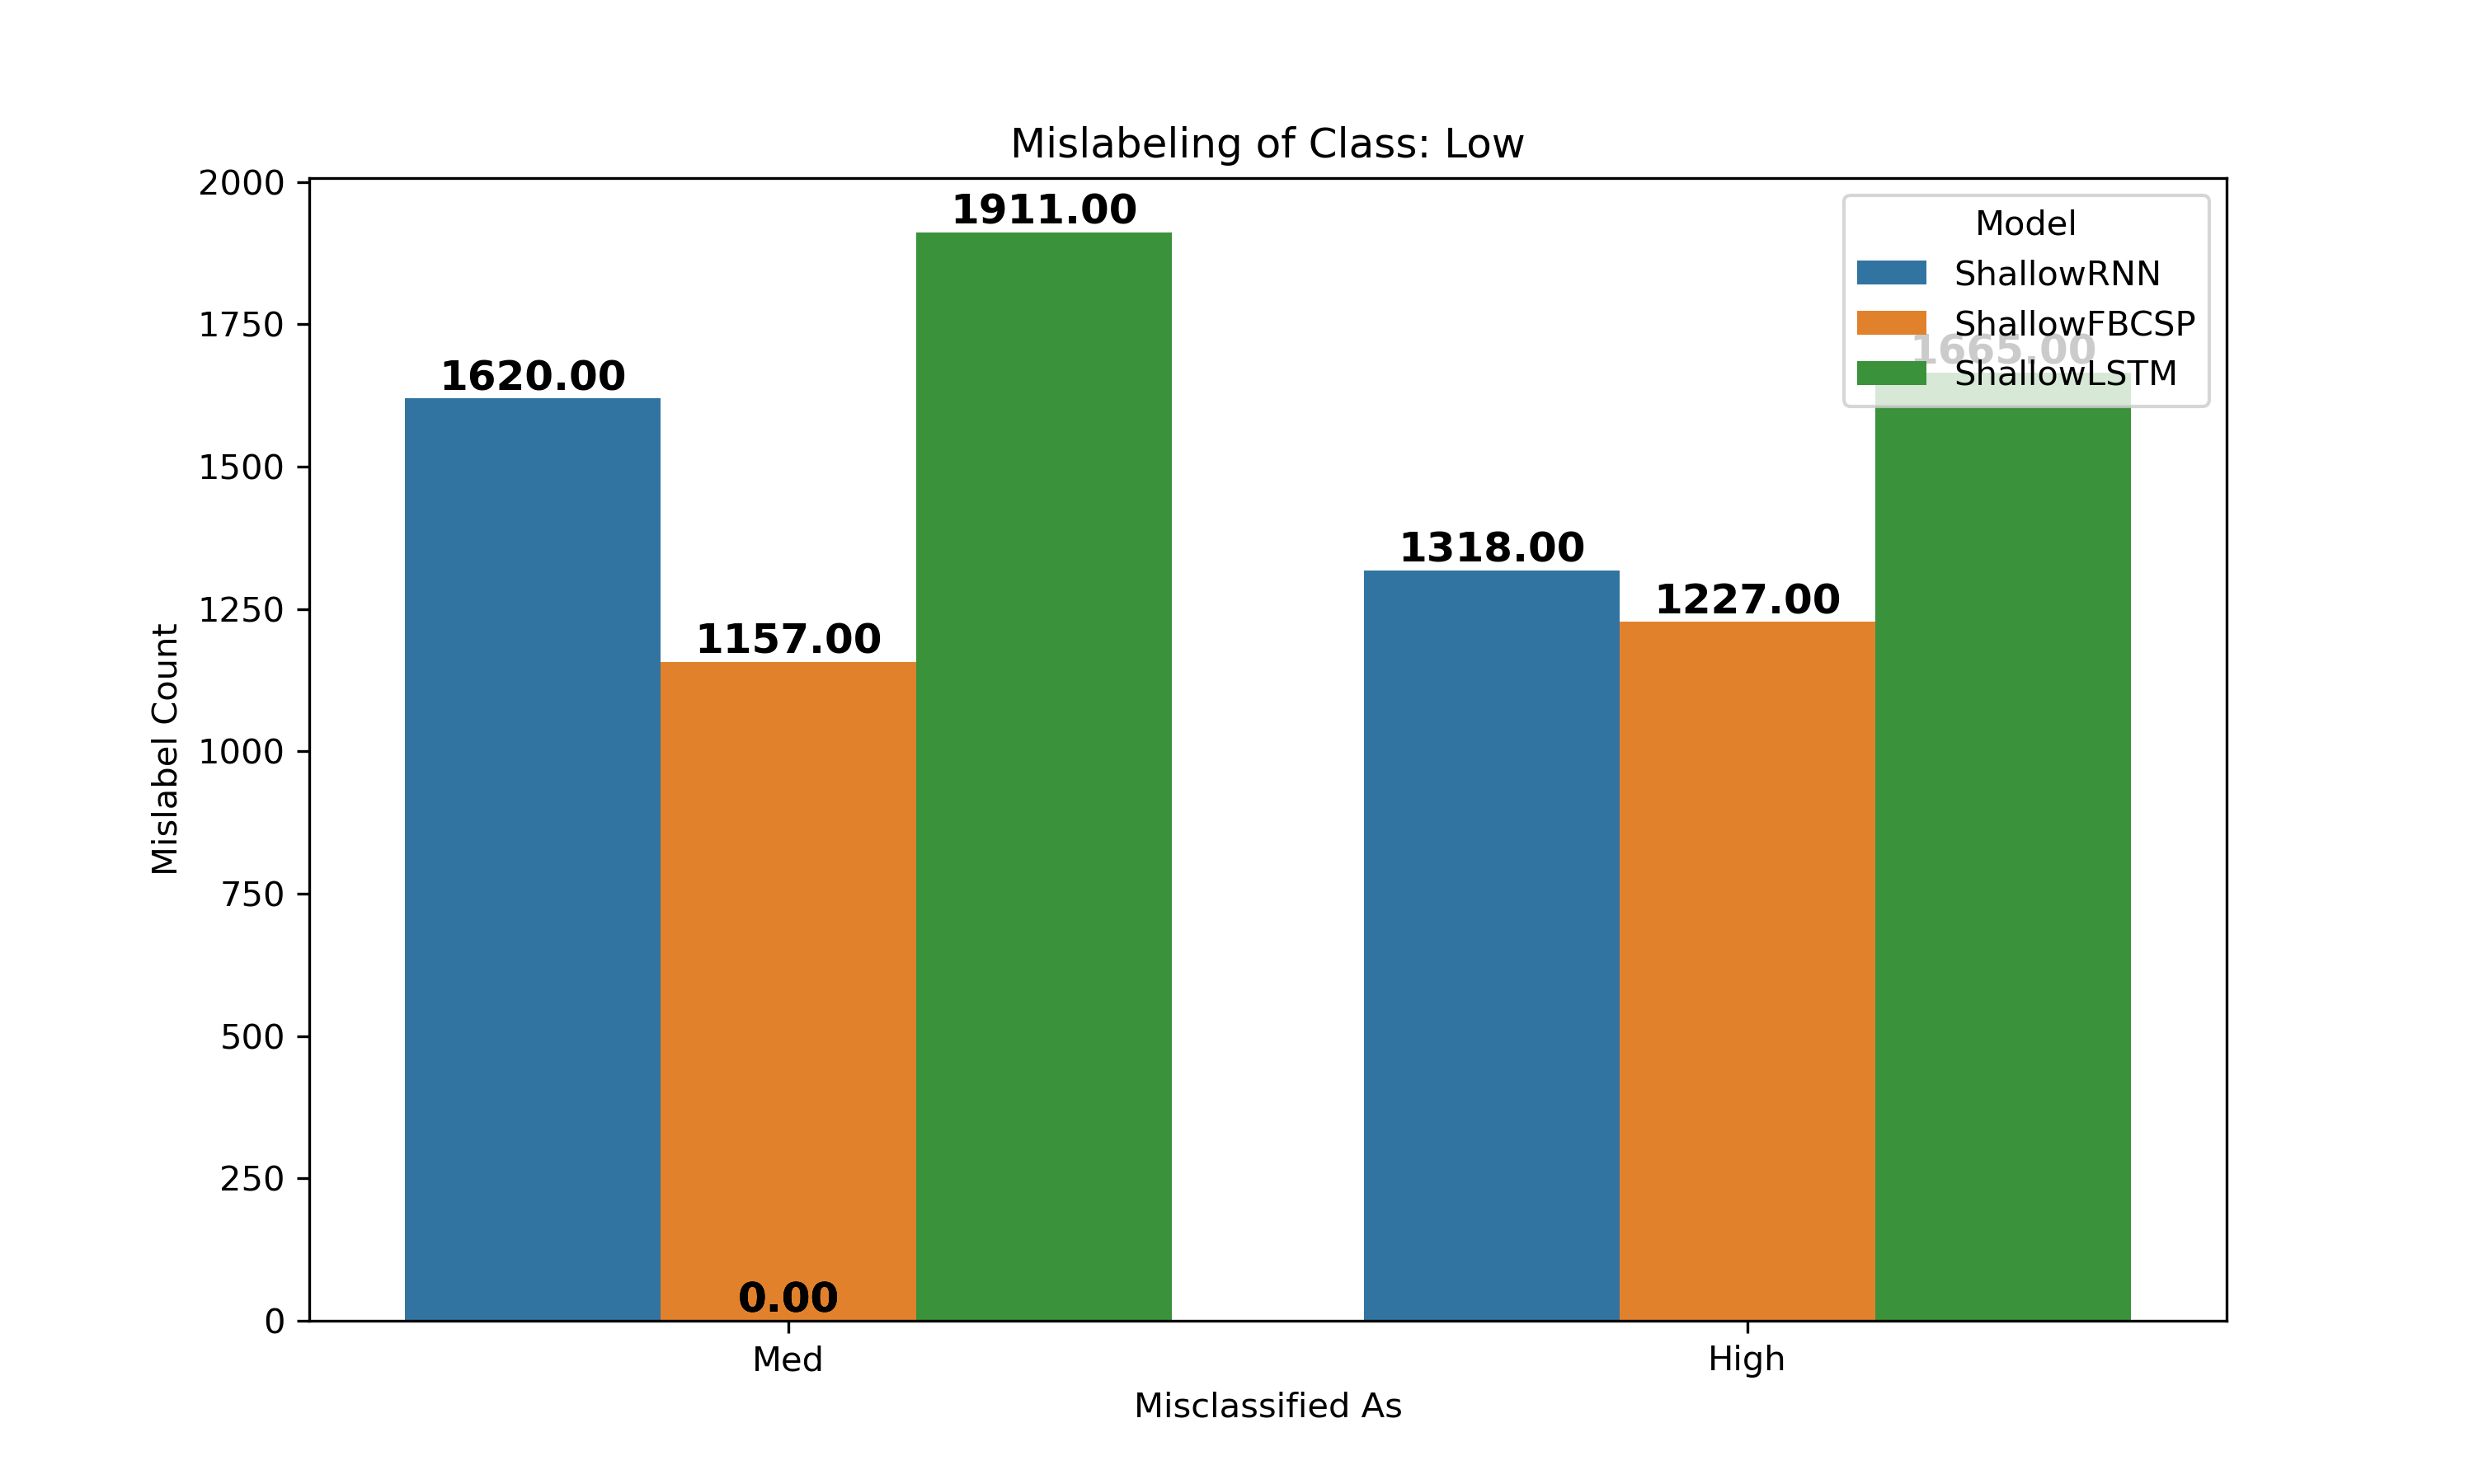 Mislabeling of Class: Low
2000
1750
1500
1250
1000
750
500
250
0
Mislabel Count
1620.00
1157.00
1911.00
0.00
1318.00
1227.00
1665.00
Model
ShallowRNN
ShallowFBCSP
ShallowLSTM
Med
High
Misclassified As